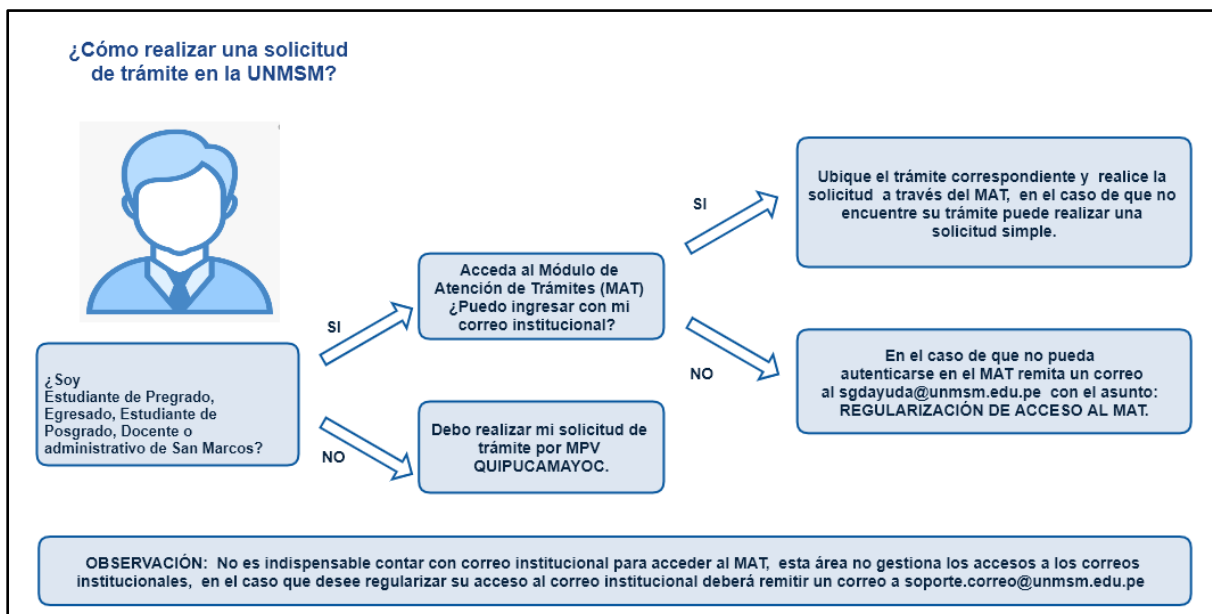 ¿Cómo realizar una solicitud
de trámite en la UNMSM?
¿Soy
Estudiante de Pregrado,
Egresado, Estudiante de
Posgrado, Docente o
administrativo de San Marcos?
SI
Acceda al Módulo de
Atención de Trámites (MAT)
¿Puedo ingresar con mi
correo institucional?
SI
Ubique el trámite correspondiente y realice la
solicitud a través del MAT, en el caso de que no
encuentre su trámite puede realizar una
solicitud simple.
NO
En el caso de que no pueda
autenticarse en el MAT remita un correo
al sgdayuda@unmsm.edu.pe con el asunto:
REGULARIZACIÓN DE ACCESO AL MAT.
NO
Debo realizar mi solicitud de
trámite por MPV
QUIPUCAMAYOC.
OBSERVACIÓN: No es indispensable contar con correo institucional para acceder al MAT, esta área no gestiona los accesos a los correos
institucionales, en el caso que desee regularizar su acceso al correo institucional deberá remitir un correo a soporte.correo@unmsm.edu.pe